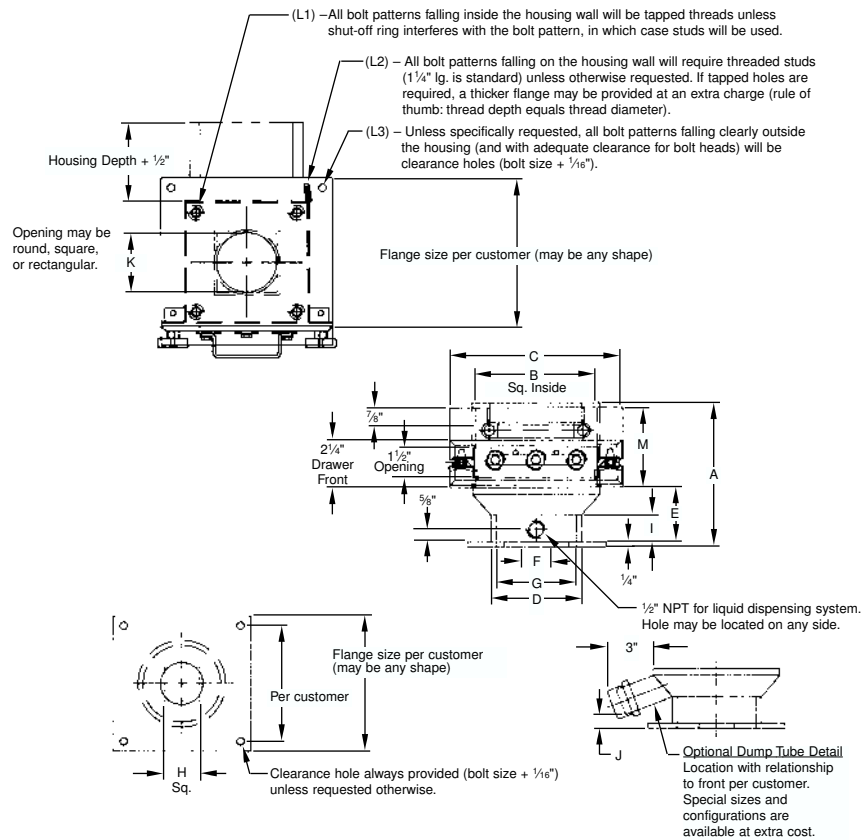 (L1) –All bolt patterns falling inside the housing wall will be tapped threads unless
shut-off ring interferes with the bolt pattern, in which case studs will be used.
(L2) – All bolt patterns falling on the housing wall will require threaded studs
(1¼" lg. is standard) unless otherwise requested. If tapped holes are
required, a thicker flange may be provided at an extra charge (rule of
thumb: thread depth equals thread diameter).
(L3) – Unless specifically requested, all bolt patterns falling clearly outside
the housing (and with adequate clearance for bolt heads) will be
clearance holes (bolt size + ¹⁄₁₆").
Housing Depth + ½"
Opening may be
round, square,
or rectangular.
K
Flange size per customer (may be any shape)
C
B
Sq. Inside
⅞"
2¼"
Drawer
Front
1½"
Opening
M
A
E
I
⅝"
F
¼"
G
D
½" NPT for liquid dispensing system.
Hole may be located on any side.
Flange size per customer
(may be any shape)
Per customer
H
Sq.
Clearance hole always provided (bolt size + ¹⁄₁₆")
unless requested otherwise.
3"
J
Optional Dump Tube Detail
Location with relationship
to front per customer.
Special sizes and
configurations are
available at extra cost.